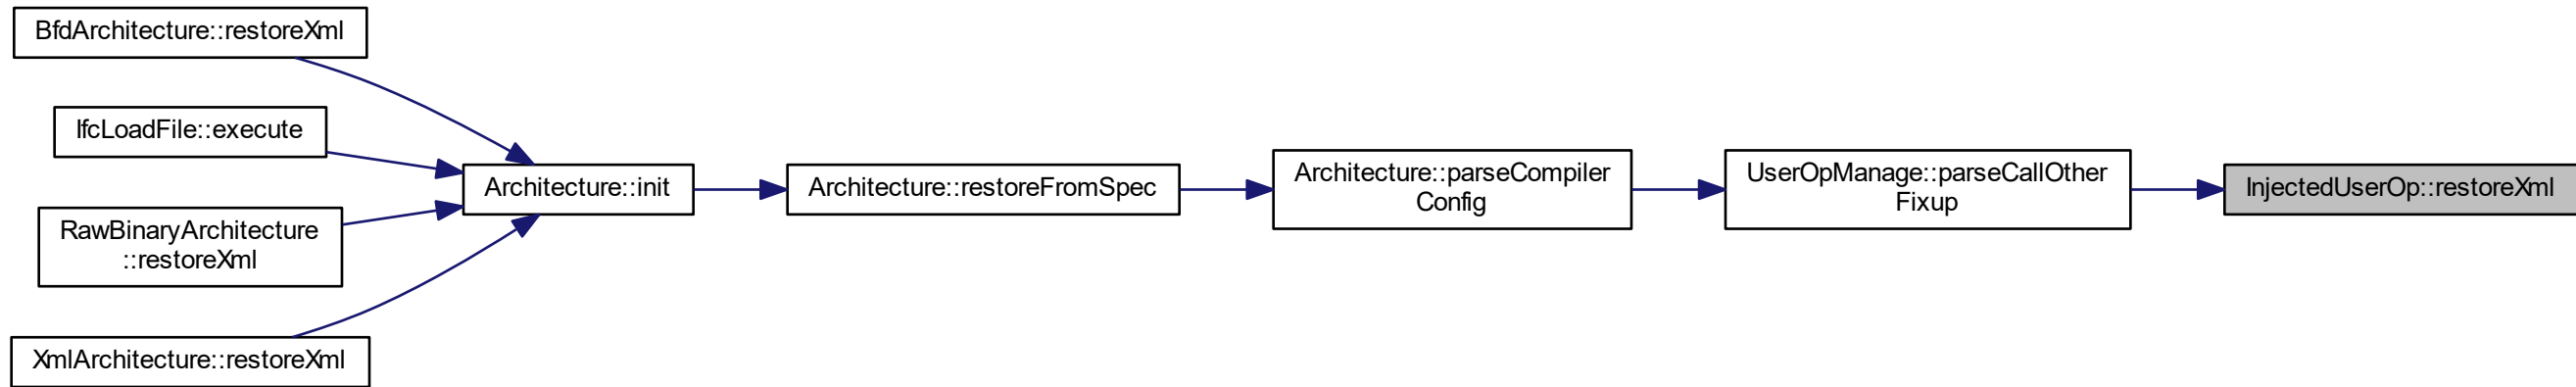 BfdArchitecture::restoreXml
IfcLoadFile::execute
RawBinaryArchitecture
::restoreXml
XmlArchitecture::restoreXml
Architecture::init
Architecture::restoreFromSpec
Architecture::parseCompiler
Config
UserOpManage::parseCallOther
Fixup
InjectedUserOp::restoreXml